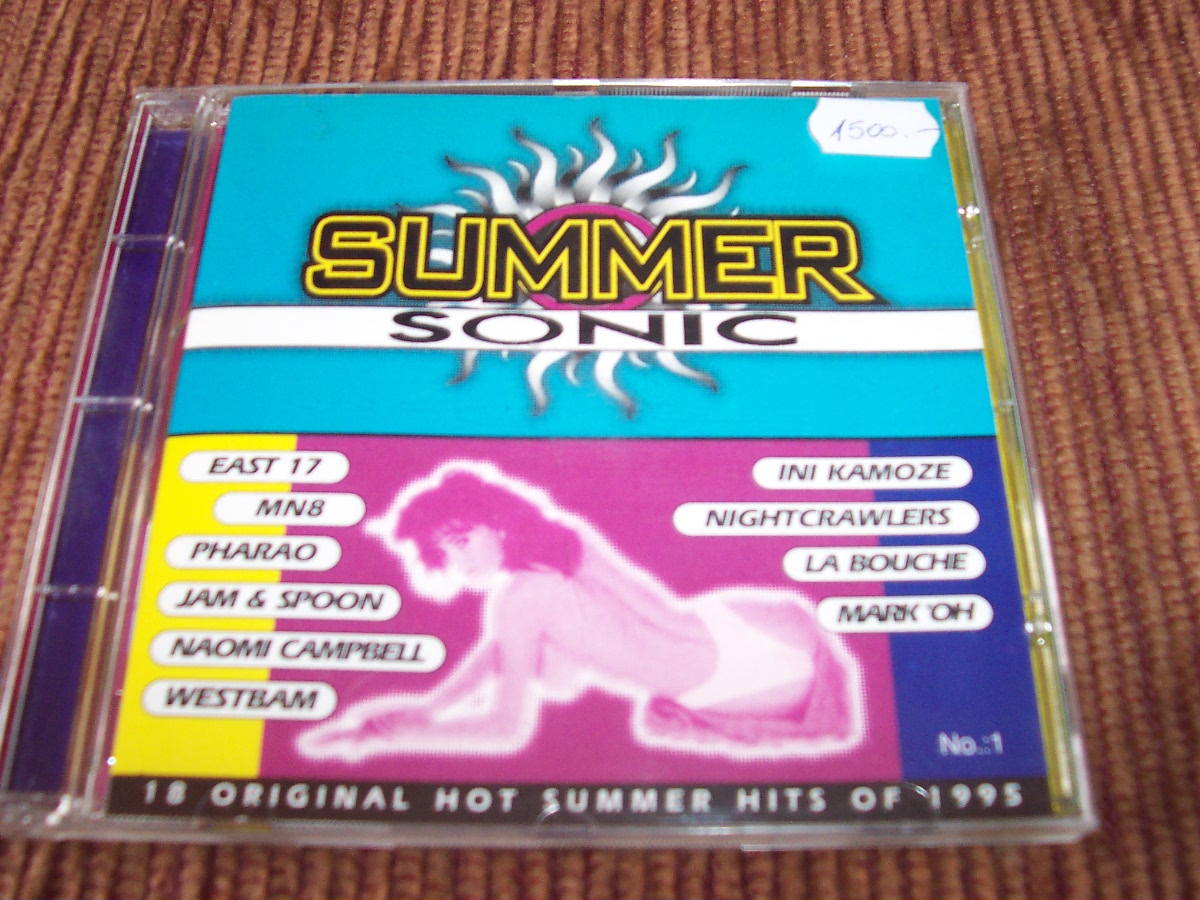 1500.-
SUMMER
SONIC
EAST 17
MN8
PHARAO
JAM & SPOON
NAOMI CAMPBELL
WESTBAM
INI KAMOZE
NIGHTCRAWLERS
LA BOUCHE
MARK 'OH
No.:1
18 ORIGINAL HOT SUMMER HITS OF 1995